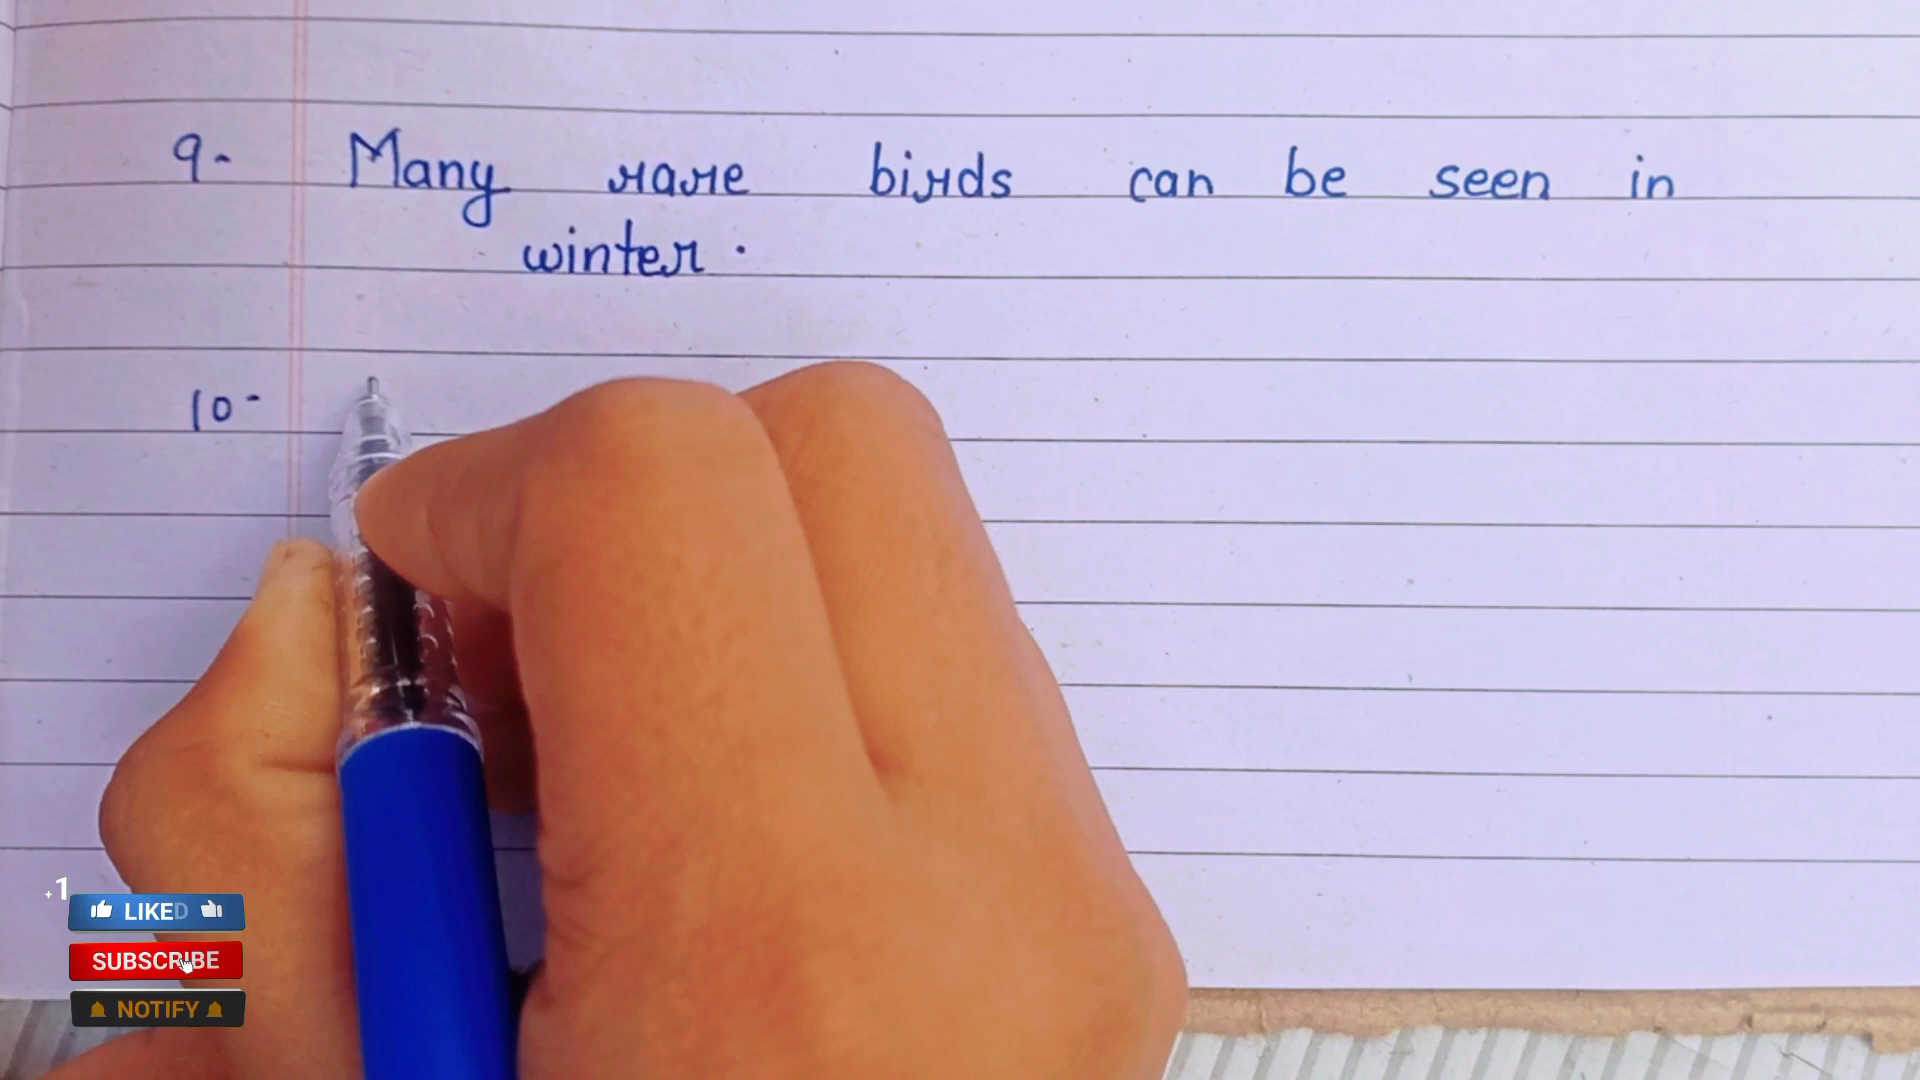 9- Many rare birds can be seen in
winter.
10-
+1
LIKED
SUBSCRIBE
NOTIFY